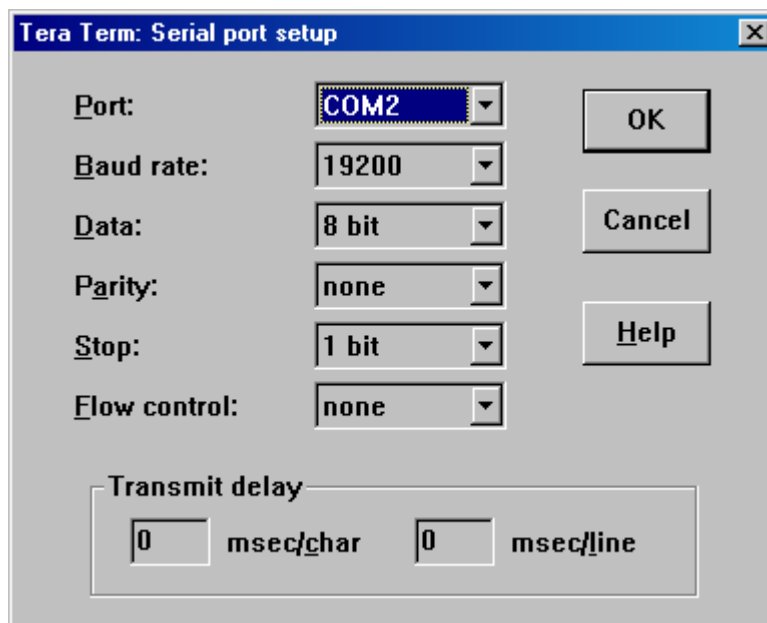 Tera Term: Serial port setup
Port: COM2 OK
Baud rate: 19200
Data: 8 bit Cancel
Parity: none
Stop: 1 bit Help
Flow control: none
Transmit delay
0 msec/char 0 msec/line